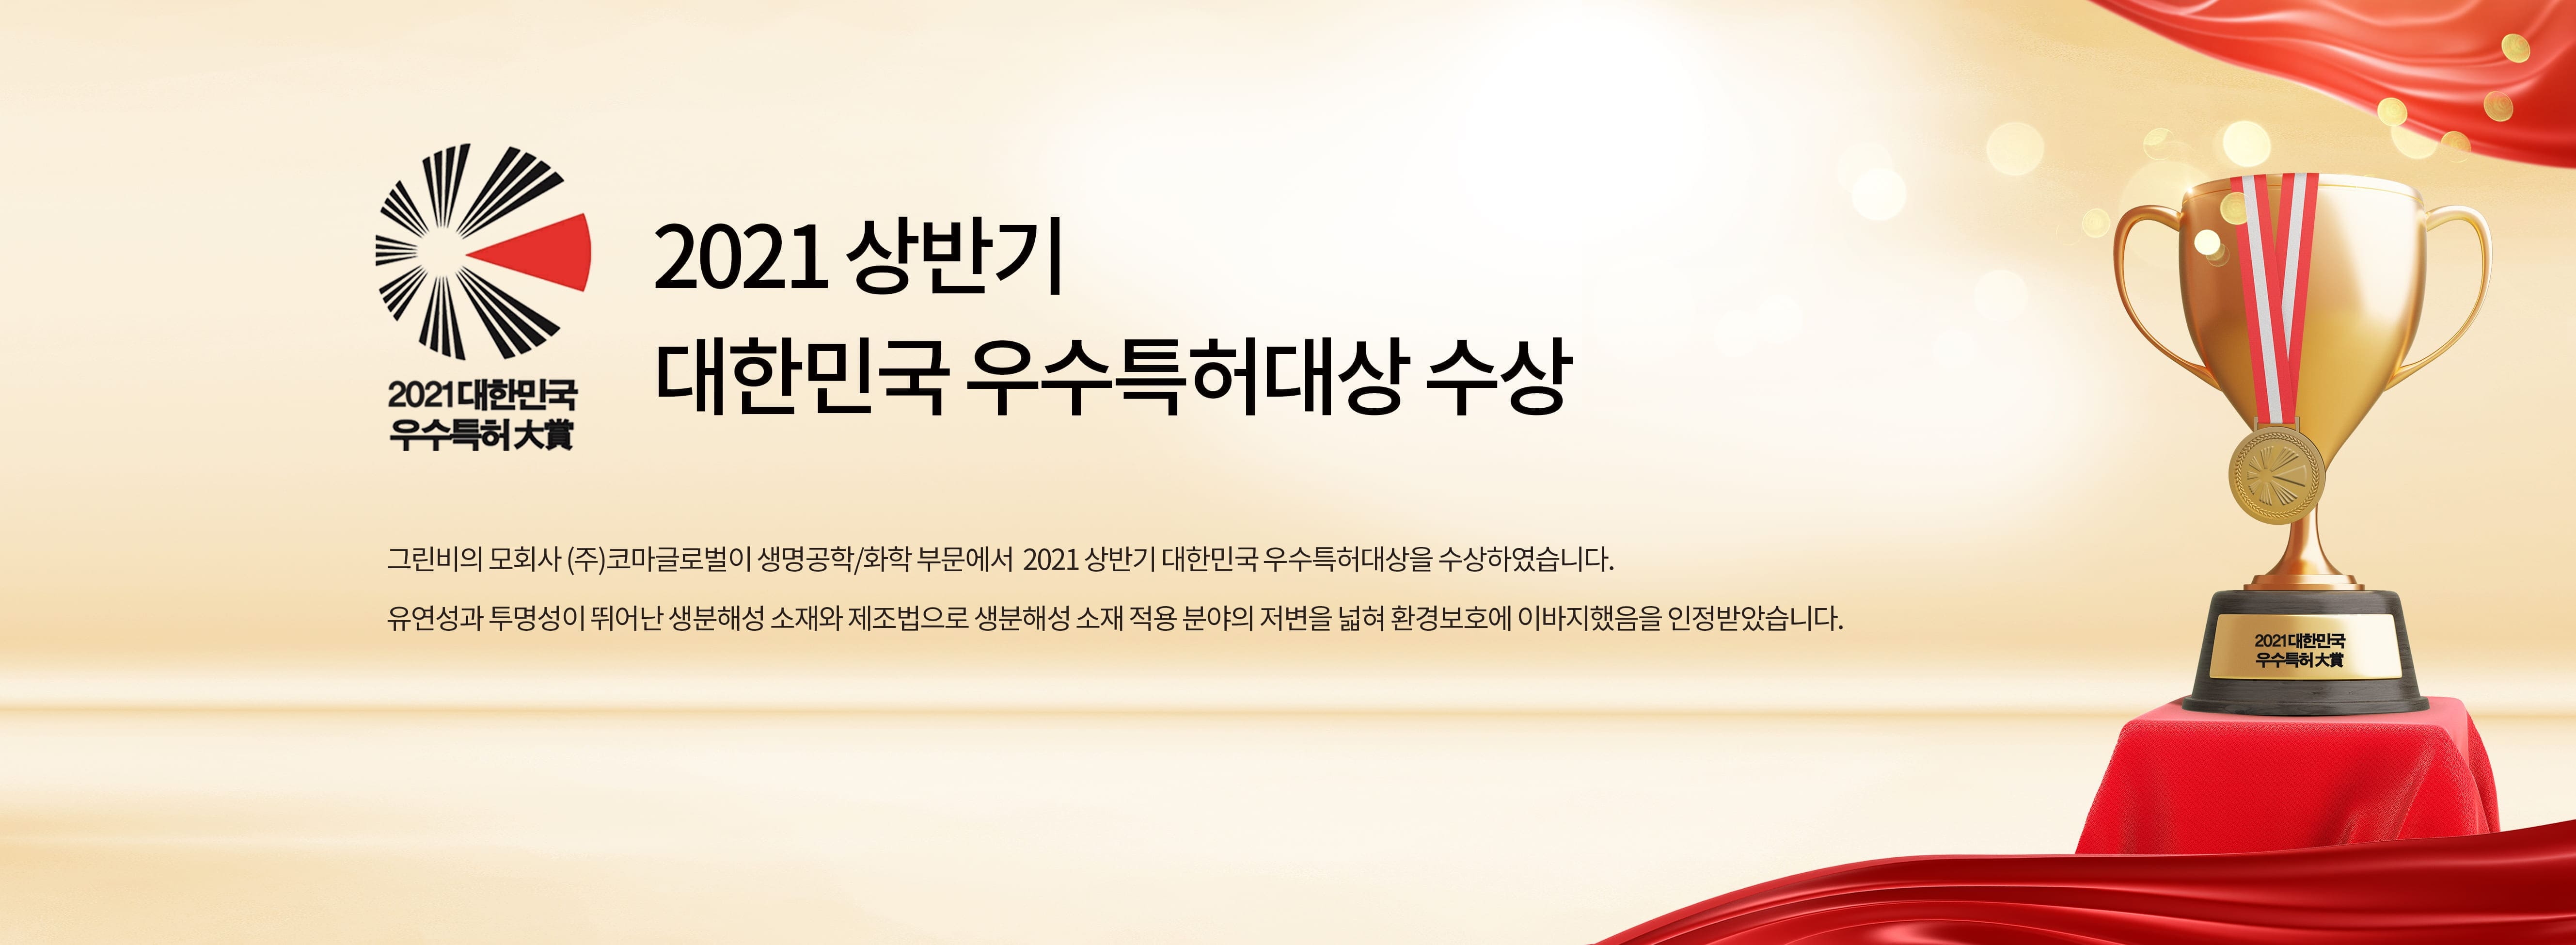 2021 대한민국
우수특허 大賞
2021 상반기
대한민국 우수특허대상 수상
그린비의 모회사 (주)코마글로벌이 생명공학/화학 부문에서 2021 상반기 대한민국 우수특허대상을 수상하였습니다.
유연성과 투명성이 뛰어난 생분해성 소재와 제조법으로 생분해성 소재 적용 분야의 저변을 넓혀 환경보호에 이바지했음을 인정받았습니다.
2021 대한민국
우수특허 大賞